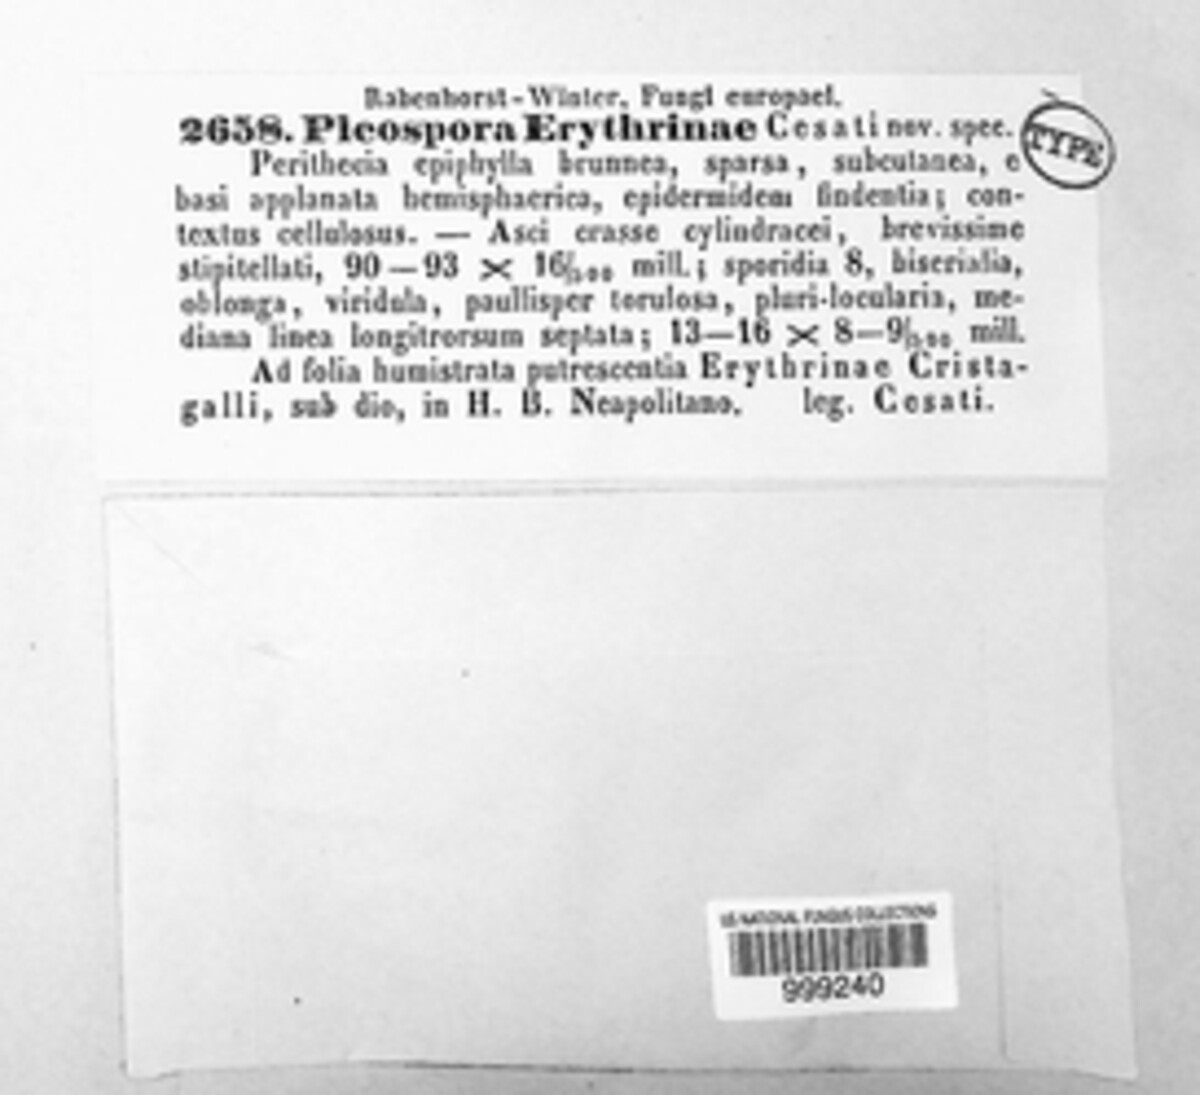 Rabenhorst-Winter, Fungi europaei.
2658. Pleospora Erythrinae Cesati nov. spec.
TYPE
Perithecia epiphylla brunnea, sparsa, subcutanea, e
basi applanata hemisphaerica, epidermidem findentia; con-
textus cellulosus. — Asci crasse cylindracei, brevissime
stipitellati, 90—93 × 16/1000 mill.; sporidia 8, biserialia,
oblonga, viridula, paullisper torulosa, pluri-locularia, me-
diana linea longitrorsum septata; 13—16 × 8—9/1000 mill.
Ad folia humistrata putrescentia Erythrinae Crista-
galli, sub dio, in H. B. Neapolitano. leg. Cesati.
US NATIONAL FUNGUS COLLECTIONS
999240